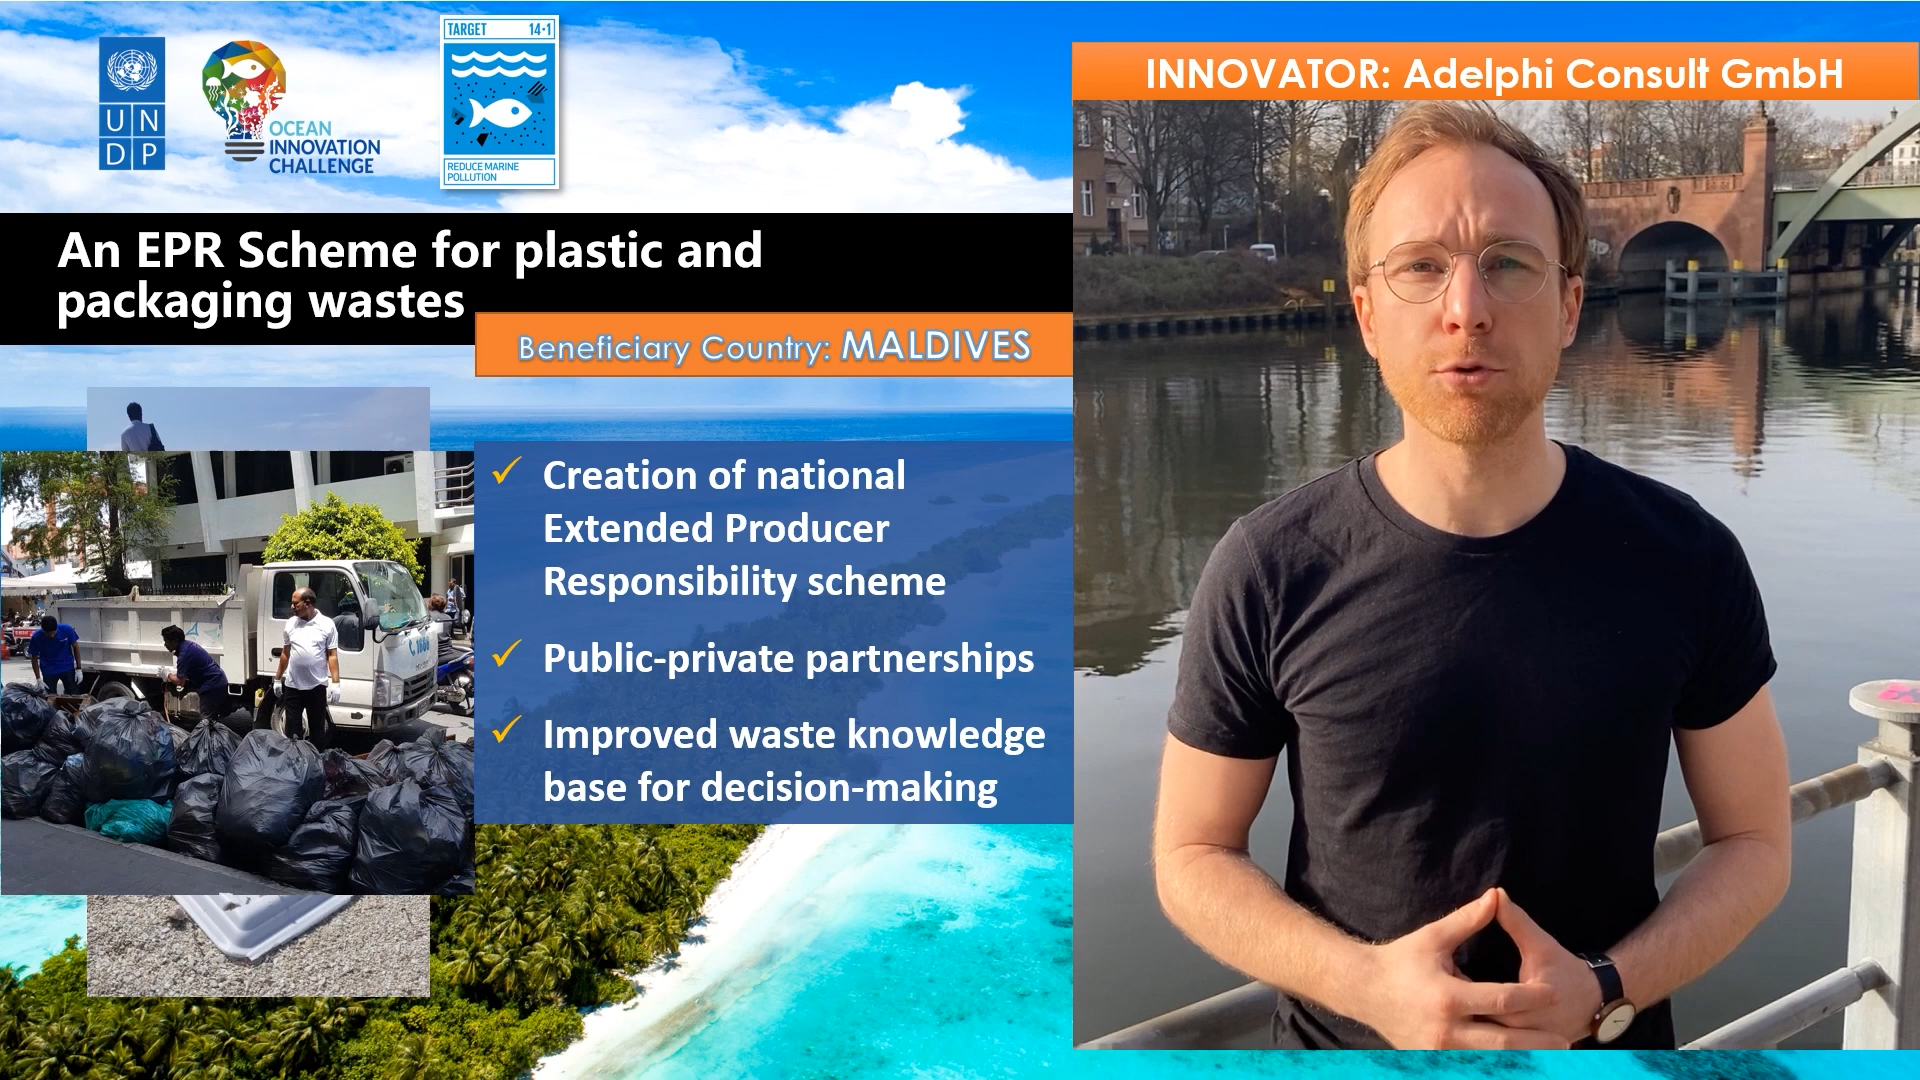 UN
DP
OCEAN
INNOVATION
CHALLENGE
TARGET 14·1
REDUCE MARINE
POLLUTION
INNOVATOR: Adelphi Consult GmbH
An EPR Scheme for plastic and
packaging wastes
Beneficiary Country: MALDIVES
✓ Creation of national
Extended Producer
Responsibility scheme
✓ Public-private partnerships
✓ Improved waste knowledge
base for decision-making